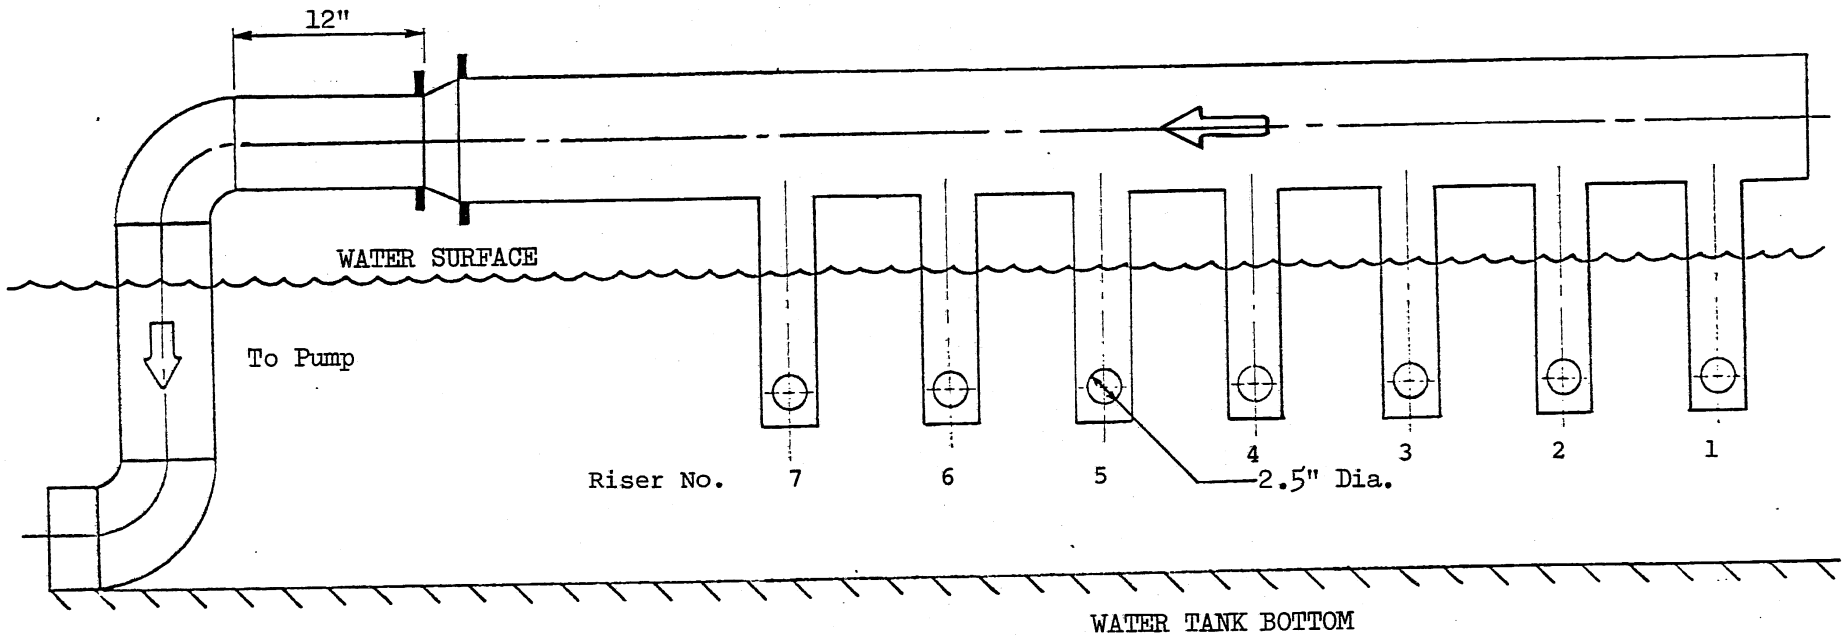 12"
WATER SURFACE
To Pump
Riser No. 7 6 5 4 3 2 1
2.5" Dia.
WATER TANK BOTTOM